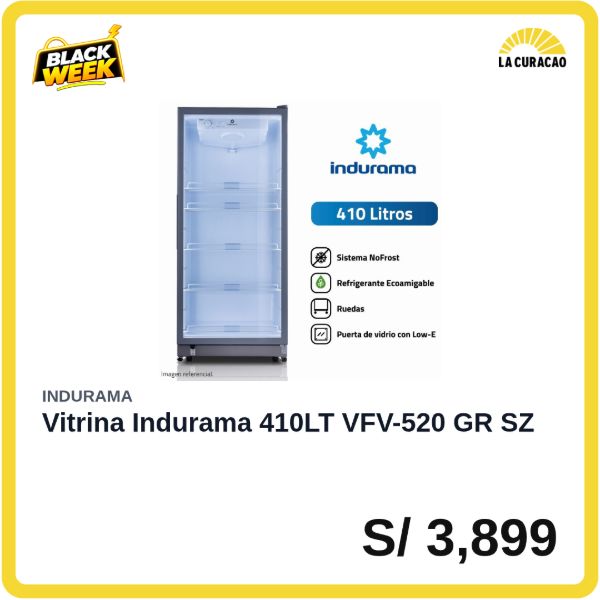 BLACK
WEEK
LA CURACAO
indurama
indurama
410 Litros
Sistema NoFrost
Refrigerante Ecoamigable
Ruedas
Puerta de vidrio con Low-E
Imagen referencial.
INDURAMA
Vitrina Indurama 410LT VFV-520 GR SZ
S/ 3,899